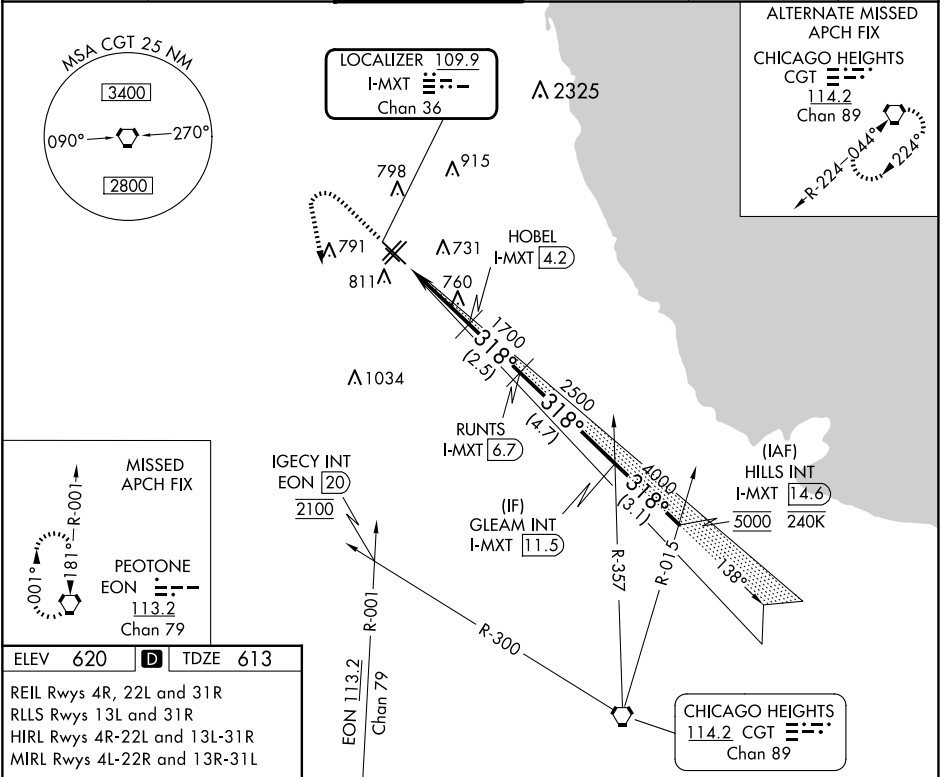 MSA CGT 25 NM
3400
090°
270°
2800
LOCALIZER 109.9
I-MXT
Chan 36
2325
ALTERNATE MISSED
APCH FIX
CHICAGO HEIGHTS
CGT
114.2
Chan 89
R-224
044°
224°
798
915
791
731
811
760
HOBEL
I-MXT 4.2
1700
318°
(2.5)
1034
2500
318°
(4.7)
RUNTS
I-MXT 6.7
4000
318°
(3.1)
(IAF)
HILLS INT
I-MXT 14.6
5000 240K
(IF)
GLEAM INT
I-MXT 11.5
138°
IGECY INT
EON 20
2100
MISSED
APCH FIX
R-001
181°
001°
PEOTONE
EON
113.2
Chan 79
R-357
R-015
R-300
R-001
EON 113.2
Chan 79
CHICAGO HEIGHTS
114.2 CGT
Chan 89
ELEV 620 D TDZE 613
REIL Rwys 4R, 22L and 31R
RLLS Rwys 13L and 31R
HIRL Rwys 4R-22L and 13L-31R
MIRL Rwys 4L-22R and 13R-31L